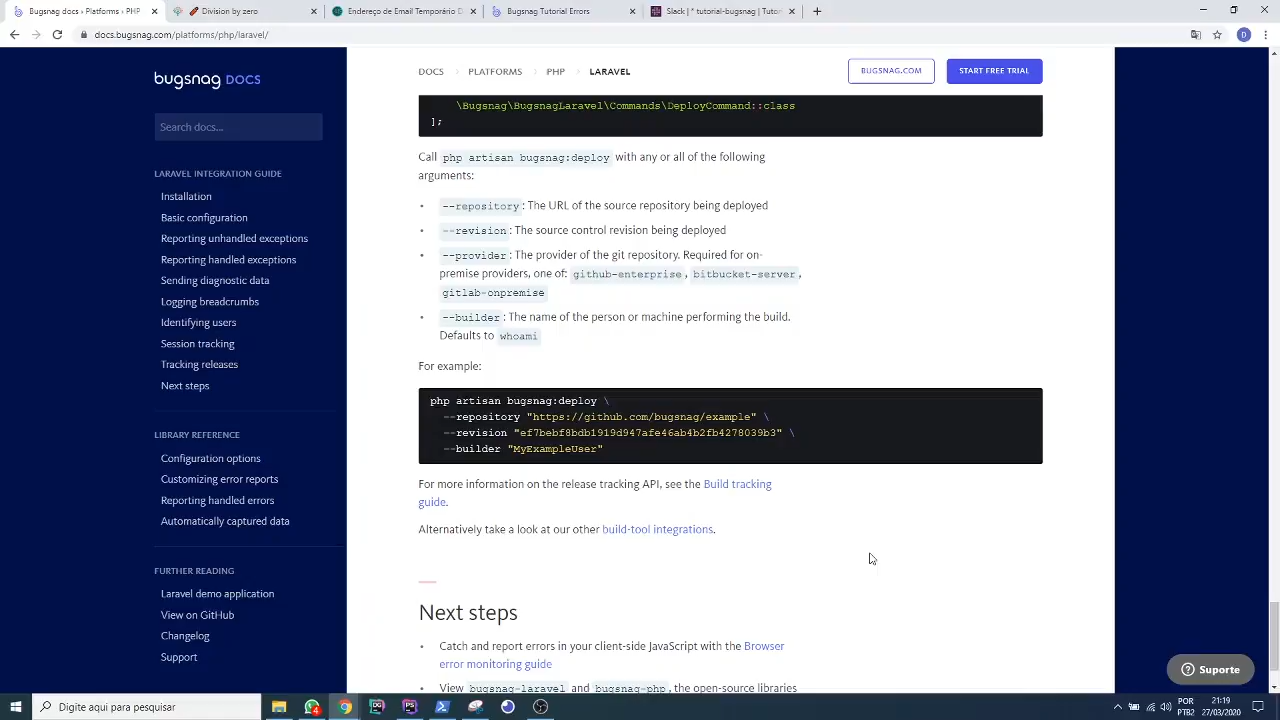 Bugsnag docs › Platforms › PHP
Division by zero
Endereço de Email Temporário D
Bugsnag Tutorial Errors
Slack | * tutorial-bugsnag | Tutor
docs.bugsnag.com/platforms/php/laravel/
D
bugsnag DOCS
DOCS
PLATFORMS
PHP
LARAVEL
BUGSNAG.COM
START FREE TRIAL
Search docs...
LARAVEL INTEGRATION GUIDE
Installation
Basic configuration
Reporting unhandled exceptions
Reporting handled exceptions
Sending diagnostic data
Logging breadcrumbs
Identifying users
Session tracking
Tracking releases
Next steps
LIBRARY REFERENCE
Configuration options
Customizing error reports
Reporting handled errors
Automatically captured data
FURTHER READING
Laravel demo application
View on GitHub
Changelog
Support
\Bugsnag\BugsnagLaravel\Commands\DeployCommand::class
];
Call php artisan bugsnag:deploy with any or all of the following
arguments:
--repository: The URL of the source repository being deployed
--revision: The source control revision being deployed
--provider: The provider of the git repository. Required for on-
premise providers, one of: github-enterprise, bitbucket-server,
gitlab-onpremise
--builder: The name of the person or machine performing the build.
Defaults to whoami
For example:
php artisan bugsnag:deploy \
--repository "https://github.com/bugsnag/example" \
--revision "ef7bebf8bdb1919d947afe46ab4b2fb4278039b3" \
--builder "MyExampleUser"
For more information on the release tracking API, see the Build tracking
guide.
Alternatively take a look at our other build-tool integrations.
Next steps
Catch and report errors in your client-side JavaScript with the Browser
error monitoring guide
View bugsnag-laravel and bugsnag-php, the open-source libraries
Suporte
Digite aqui para pesquisar
4
PS
POR
PTB2
21:19
27/03/2020